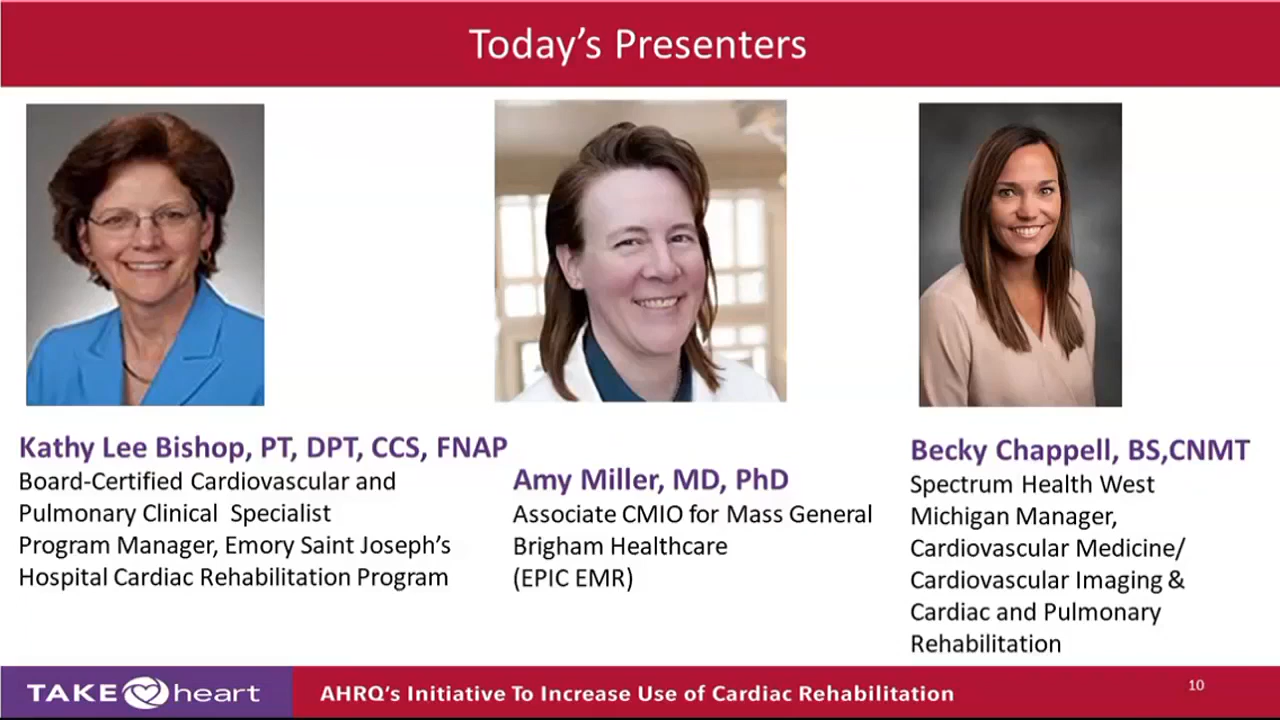 Today's Presenters
Kathy Lee Bishop, PT, DPT, CCS, FNAP
Board-Certified Cardiovascular and
Pulmonary Clinical Specialist
Program Manager, Emory Saint Joseph's
Hospital Cardiac Rehabilitation Program
Amy Miller, MD, PhD
Associate CMIO for Mass General
Brigham Healthcare
(EPIC EMR)
Becky Chappell, BS,CNMT
Spectrum Health West
Michigan Manager,
Cardiovascular Medicine/
Cardiovascular Imaging &
Cardiac and Pulmonary
Rehabilitation
TAKE heart
AHRQ's Initiative To Increase Use of Cardiac Rehabilitation
10